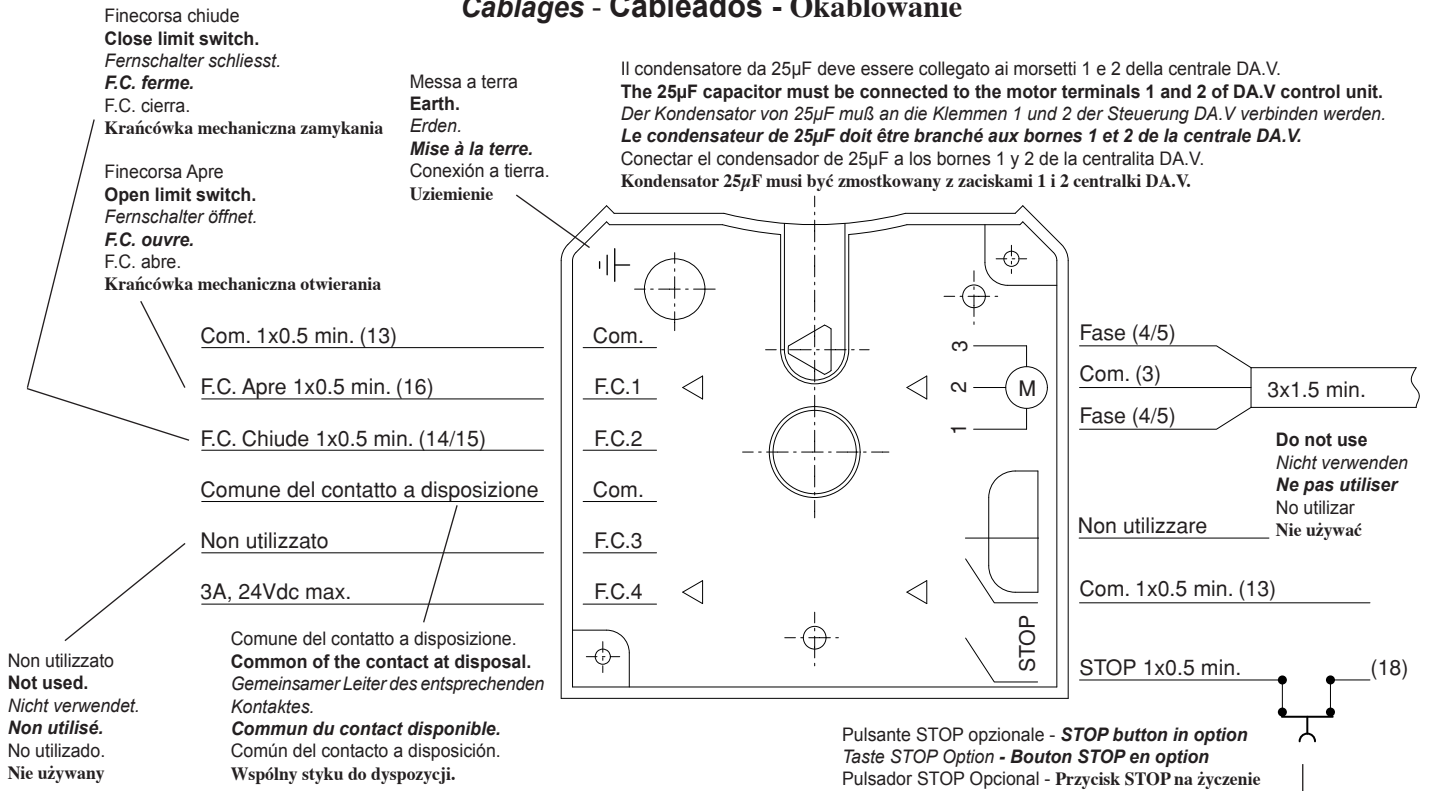 Cablages - Cableados - Okablowanie
Finecorsa chiude
Close limit switch.
Fernschalter schliesst.
F.C. ferme.
F.C. cierra.
Krańcówka mechaniczna zamykania
Finecorsa Apre
Open limit switch.
Fernschalter öffnet.
F.C. ouvre.
F.C. abre.
Krańcówka mechaniczna otwierania
Messa a terra
Earth.
Erden.
Mise à la terre.
Conexión a tierra.
Uziemienie
Il condensatore da 25µF deve essere collegato ai morsetti 1 e 2 della centrale DA.V.
The 25µF capacitor must be connected to the motor terminals 1 and 2 of DA.V control unit.
Der Kondensator von 25µF muß an die Klemmen 1 und 2 der Steuerung DA.V verbinden werden.
Le condensateur de 25µF doit être branché aux bornes 1 et 2 de la centrale DA.V.
Conectar el condensador de 25µF a los bornes 1 y 2 de la centralita DA.V.
Kondensator 25µF musi być zmostkowany z zaciskami 1 i 2 centralki DA.V.
Com. 1x0.5 min. (13)
F.C. Apre 1x0.5 min. (16)
F.C. Chiude 1x0.5 min. (14/15)
Comune del contatto a disposizione
Non utilizzato
3A, 24Vdc max.
Com.
F.C.1
F.C.2
Com.
F.C.3
F.C.4
3
2
1
M
STOP
Fase (4/5)
Com. (3)
Fase (4/5)
3x1.5 min.
Do not use
Nicht verwenden
Ne pas utiliser
No utilizar
Nie używać
Non utilizzare
Com. 1x0.5 min. (13)
STOP 1x0.5 min. (18)
Non utilizzato
Not used.
Nicht verwendet.
Non utilisé.
No utilizado.
Nie używany
Comune del contatto a disposizione.
Common of the contact at disposal.
Gemeinsamer Leiter des entsprechenden
Kontaktes.
Commun du contact disponible.
Común del contacto a disposición.
Wspólny styku do dyspozycji.
Pulsante STOP opzionale - STOP button in option
Taste STOP Option - Bouton STOP en option
Pulsador STOP Opcional - Przycisk STOP na życzenie